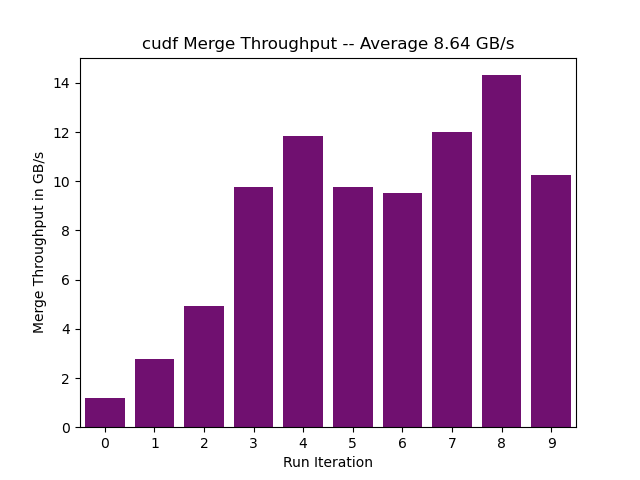 cudf Merge Throughput -- Average 8.64 GB/s
Merge Throughput in GB/s
14
12
10
8
6
4
2
0
0 1 2 3 4 5 6 7 8 9
Run Iteration